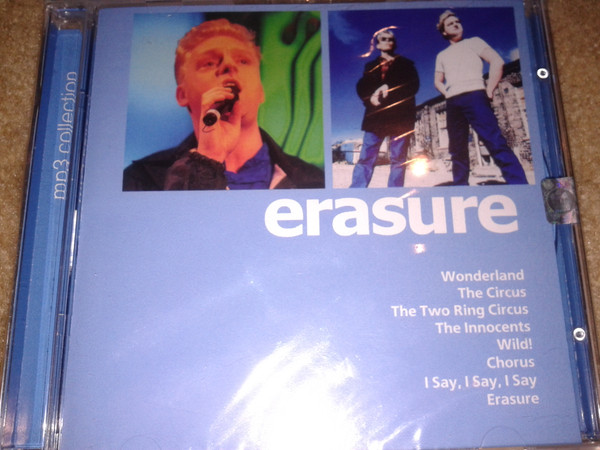 mp3 collection
erasure
Wonderland
The Circus
The Two Ring Circus
The Innocents
Wild!
Chorus
I Say, I Say, I Say
Erasure